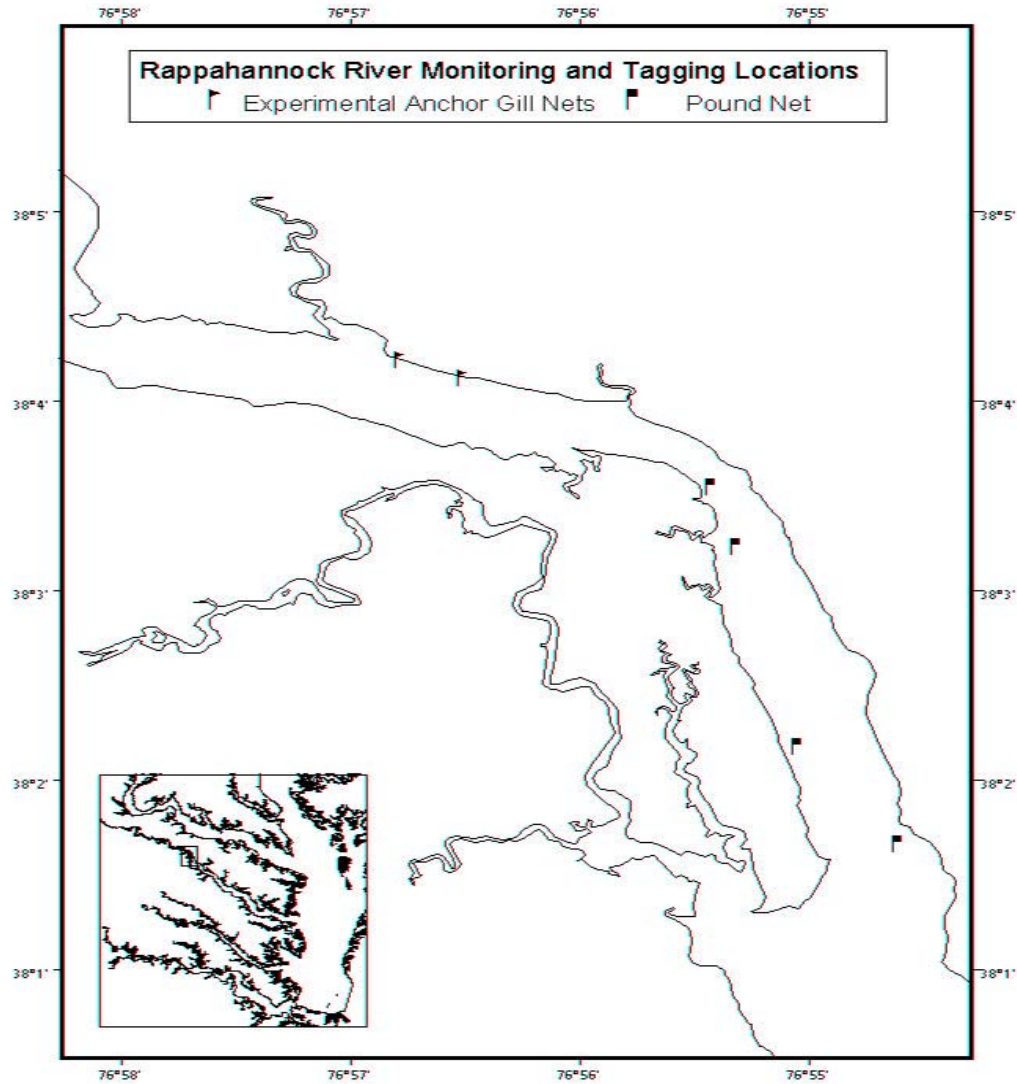 76°58' 76°57' 76°56' 76°55'
Rappahannock River Monitoring and Tagging Locations
Experimental Anchor Gill Nets Pound Net
38°5' 38°5'
38°4' 38°4'
38°3' 38°3'
38°2' 38°2'
38°1' 38°1'
76°58' 76°57' 76°56' 76°55'